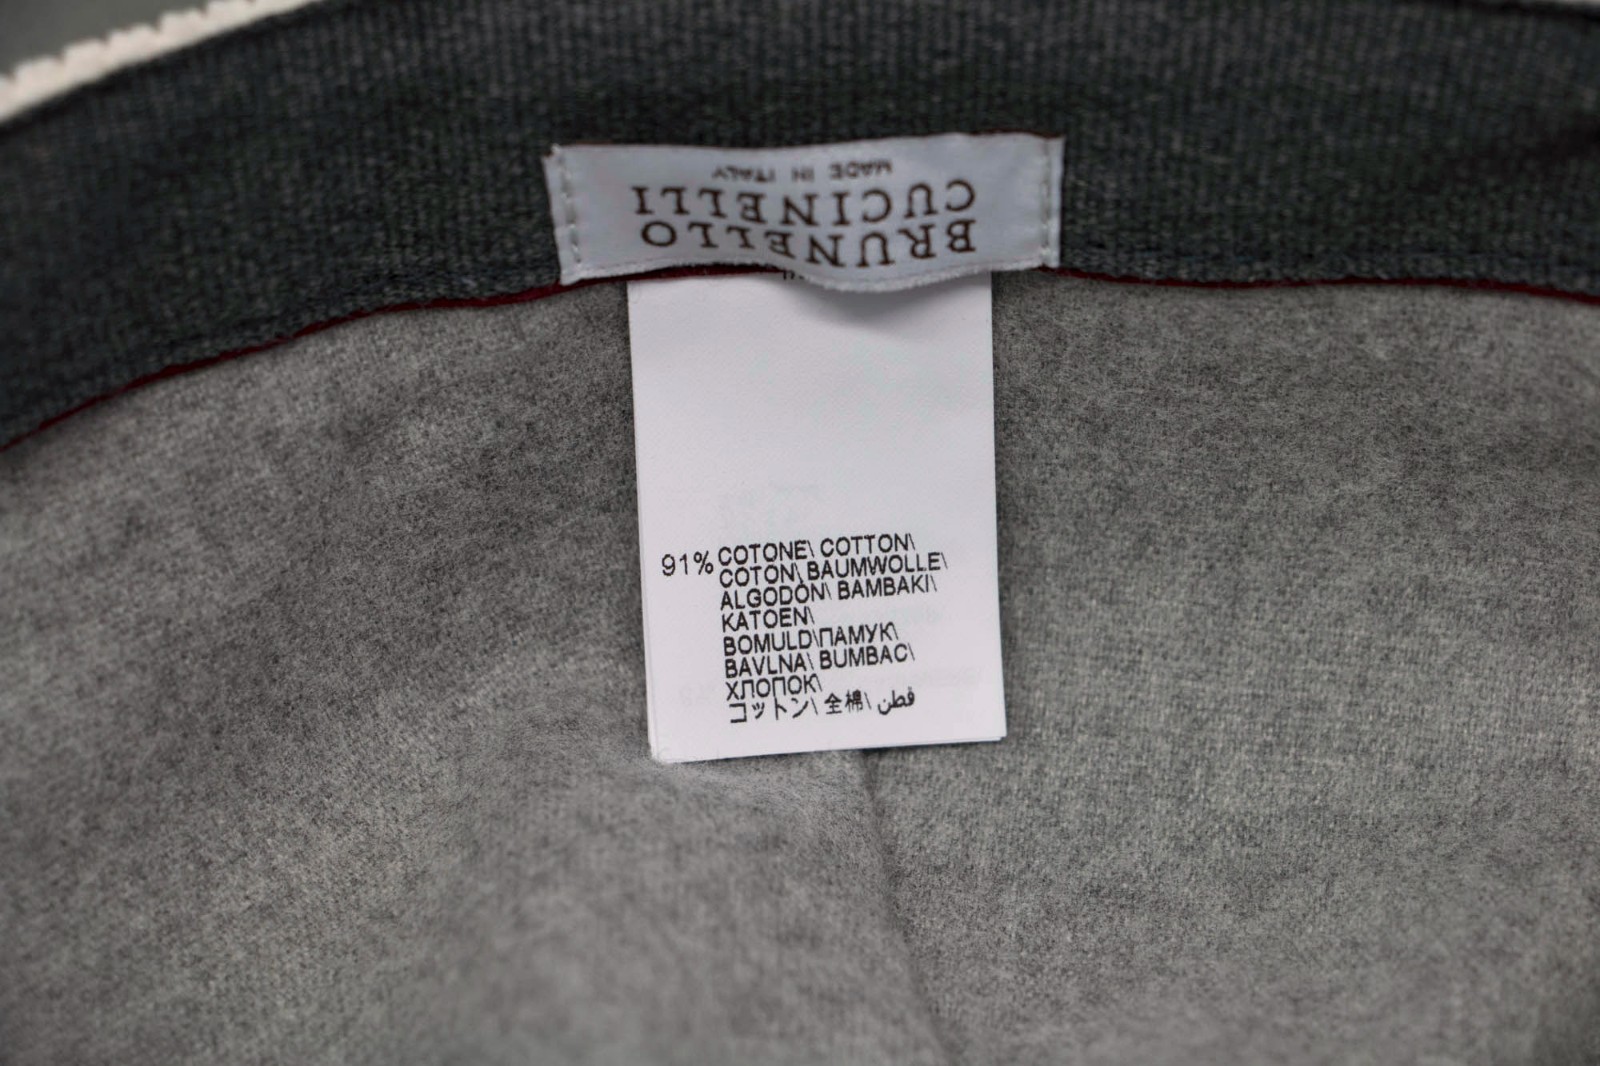 BRUNELLO
CUCINELLI
MADE IN ITALY
91% COTONE\ COTTON\
COTON\ BAUMWOLLE\
ALGODÓN\ BAMBAKI\
KATOEN\
BOMULD\ПАМУК\
BAVLNA\ BUMBAC\
ХЛОПОК\
コットン\ 全棉\ قطن